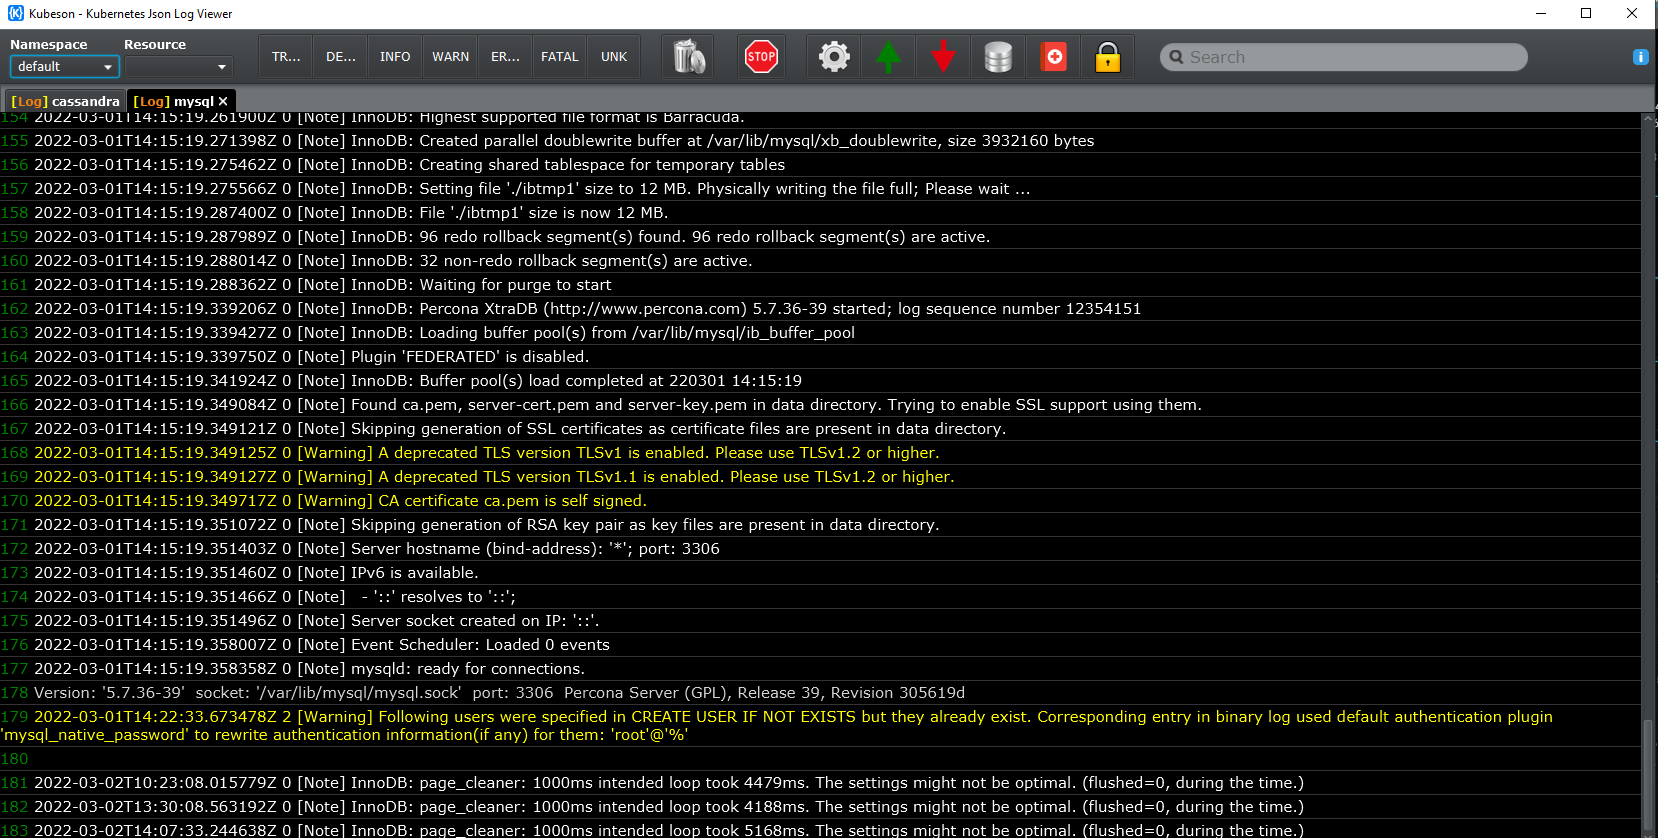 Kubeson - Kubernetes Json Log Viewer
Namespace Resource
default
TR... DE... INFO WARN ER... FATAL UNK STOP Search
[Log] cassandra [Log] mysql ×
154 2022-03-01T14:15:19.261900Z 0 [Note] InnoDB: Highest supported file format is Barracuda.
155 2022-03-01T14:15:19.271398Z 0 [Note] InnoDB: Created parallel doublewrite buffer at /var/lib/mysql/xb_doublewrite, size 3932160 bytes
156 2022-03-01T14:15:19.275462Z 0 [Note] InnoDB: Creating shared tablespace for temporary tables
157 2022-03-01T14:15:19.275566Z 0 [Note] InnoDB: Setting file './ibtmp1' size to 12 MB. Physically writing the file full; Please wait ...
158 2022-03-01T14:15:19.287400Z 0 [Note] InnoDB: File './ibtmp1' size is now 12 MB.
159 2022-03-01T14:15:19.287989Z 0 [Note] InnoDB: 96 redo rollback segment(s) found. 96 redo rollback segment(s) are active.
160 2022-03-01T14:15:19.288014Z 0 [Note] InnoDB: 32 non-redo rollback segment(s) are active.
161 2022-03-01T14:15:19.288362Z 0 [Note] InnoDB: Waiting for purge to start
162 2022-03-01T14:15:19.339206Z 0 [Note] InnoDB: Percona XtraDB (http://www.percona.com) 5.7.36-39 started; log sequence number 12354151
163 2022-03-01T14:15:19.339427Z 0 [Note] InnoDB: Loading buffer pool(s) from /var/lib/mysql/ib_buffer_pool
164 2022-03-01T14:15:19.339750Z 0 [Note] Plugin 'FEDERATED' is disabled.
165 2022-03-01T14:15:19.341924Z 0 [Note] InnoDB: Buffer pool(s) load completed at 220301 14:15:19
166 2022-03-01T14:15:19.349084Z 0 [Note] Found ca.pem, server-cert.pem and server-key.pem in data directory. Trying to enable SSL support using them.
167 2022-03-01T14:15:19.349121Z 0 [Note] Skipping generation of SSL certificates as certificate files are present in data directory.
168 2022-03-01T14:15:19.349125Z 0 [Warning] A deprecated TLS version TLSv1 is enabled. Please use TLSv1.2 or higher.
169 2022-03-01T14:15:19.349127Z 0 [Warning] A deprecated TLS version TLSv1.1 is enabled. Please use TLSv1.2 or higher.
170 2022-03-01T14:15:19.349717Z 0 [Warning] CA certificate ca.pem is self signed.
171 2022-03-01T14:15:19.351072Z 0 [Note] Skipping generation of RSA key pair as key files are present in data directory.
172 2022-03-01T14:15:19.351403Z 0 [Note] Server hostname (bind-address): '*'; port: 3306
173 2022-03-01T14:15:19.351460Z 0 [Note] IPv6 is available.
174 2022-03-01T14:15:19.351466Z 0 [Note]   - '::' resolves to '::';
175 2022-03-01T14:15:19.351496Z 0 [Note] Server socket created on IP: '::'.
176 2022-03-01T14:15:19.358007Z 0 [Note] Event Scheduler: Loaded 0 events
177 2022-03-01T14:15:19.358358Z 0 [Note] mysqld: ready for connections.
178 Version: '5.7.36-39'  socket: '/var/lib/mysql/mysql.sock'  port: 3306  Percona Server (GPL), Release 39, Revision 305619d
179 2022-03-01T14:22:33.673478Z 2 [Warning] Following users were specified in CREATE USER IF NOT EXISTS but they already exist. Corresponding entry in binary log used default authentication plugin
'mysql_native_password' to rewrite authentication information(if any) for them: 'root'@'%'
180
181 2022-03-02T10:23:08.015779Z 0 [Note] InnoDB: page_cleaner: 1000ms intended loop took 4479ms. The settings might not be optimal. (flushed=0, during the time.)
182 2022-03-02T13:30:08.563192Z 0 [Note] InnoDB: page_cleaner: 1000ms intended loop took 4188ms. The settings might not be optimal. (flushed=0, during the time.)
183 2022-03-02T14:07:33.244638Z 0 [Note] InnoDB: page_cleaner: 1000ms intended loop took 5168ms. The settings might not be optimal. (flushed=0, during the time.)